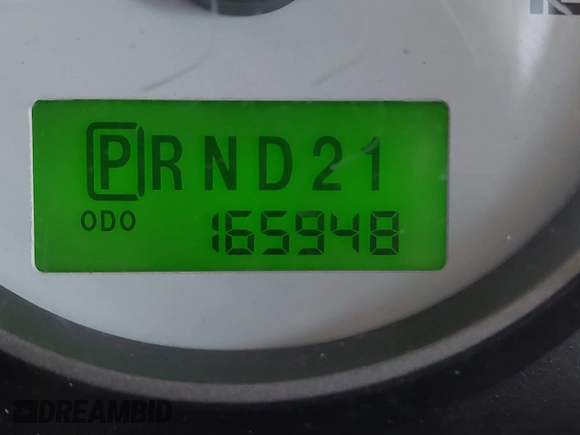 PRND21
ODO 165948
DREAMBID